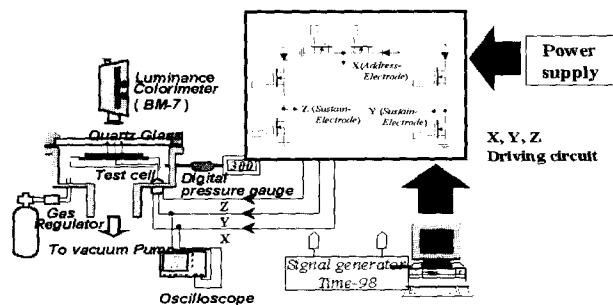 Luminance
Colorimeter
( BM-7 )
Quartz Glass
Test cell
Gas
Regulator
To vacuum Pump
Oscilloscope
Digital
pressure gauge
300
Z
Y
X
X (Address-
Electrode)
Z (Sustain-
Electrode)
Y (Sustain-
Electrode)
Power
supply
X, Y, Z
Driving circuit
Signal generator
Time-98